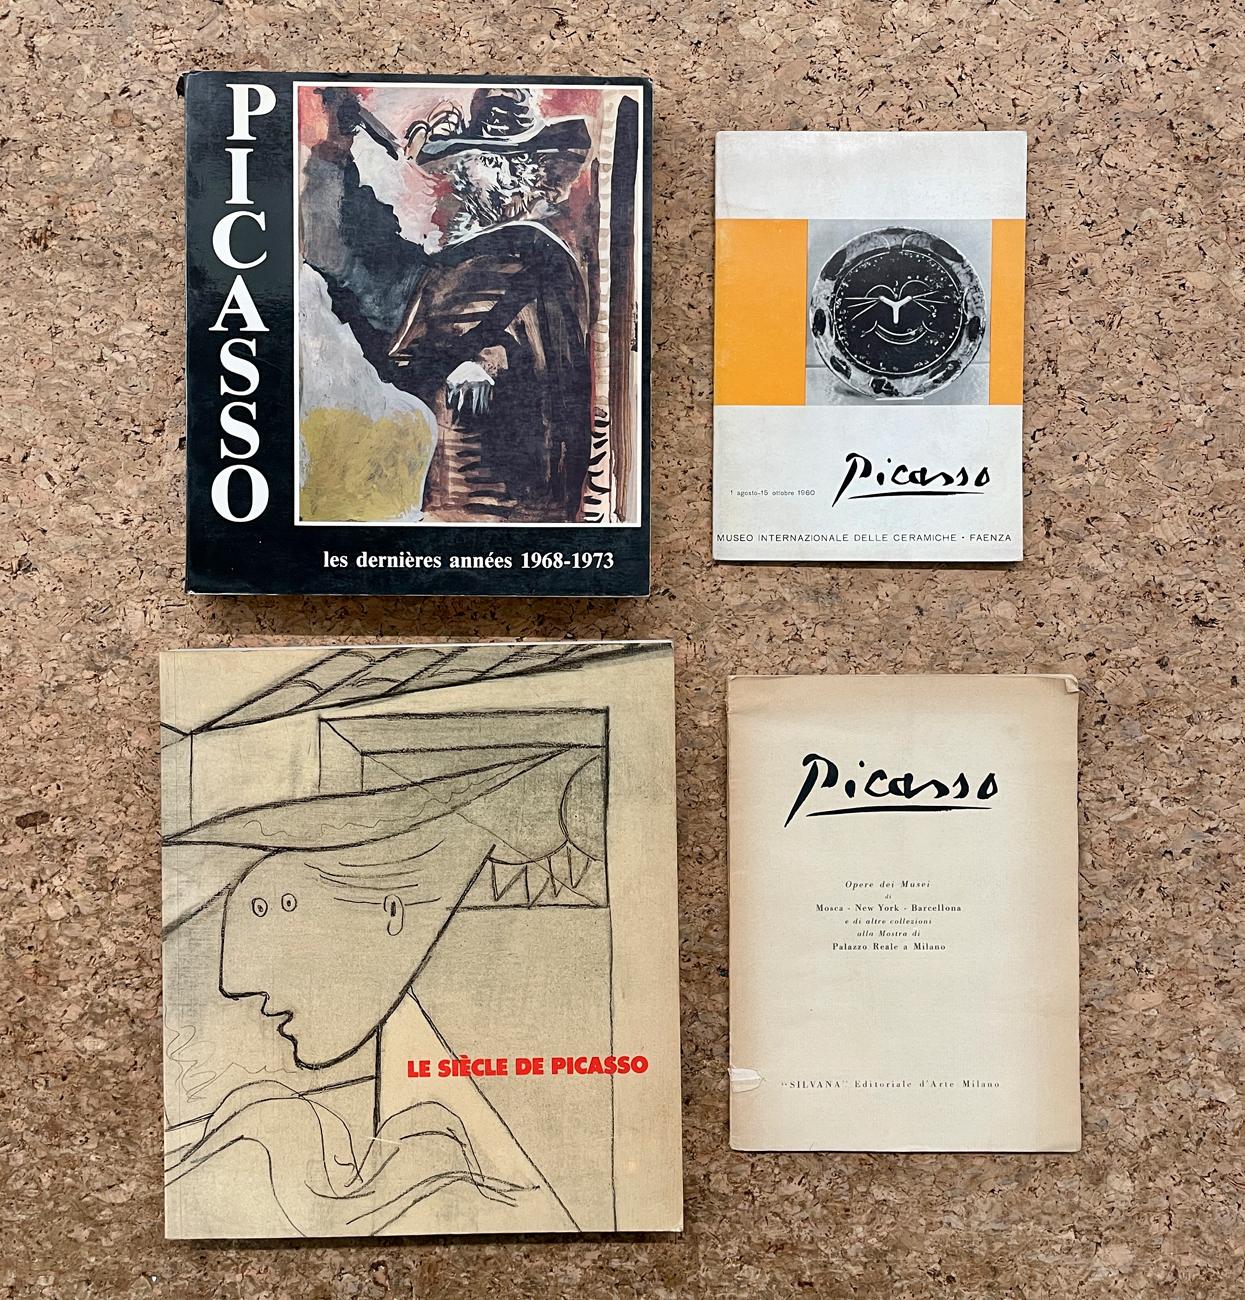 PICASSO
les dernières années 1968-1973
Picasso
1 agosto-15 ottobre 1960
MUSEO INTERNAZIONALE DELLE CERAMICHE · FAENZA
LE SIÈCLE DE PICASSO
Picasso
Opere dei Musei
di
Mosca - New York - Barcellona
e di altre collezioni
alla Mostra di
Palazzo Reale a Milano
"SILVANA" Editoriale d'Arte Milano